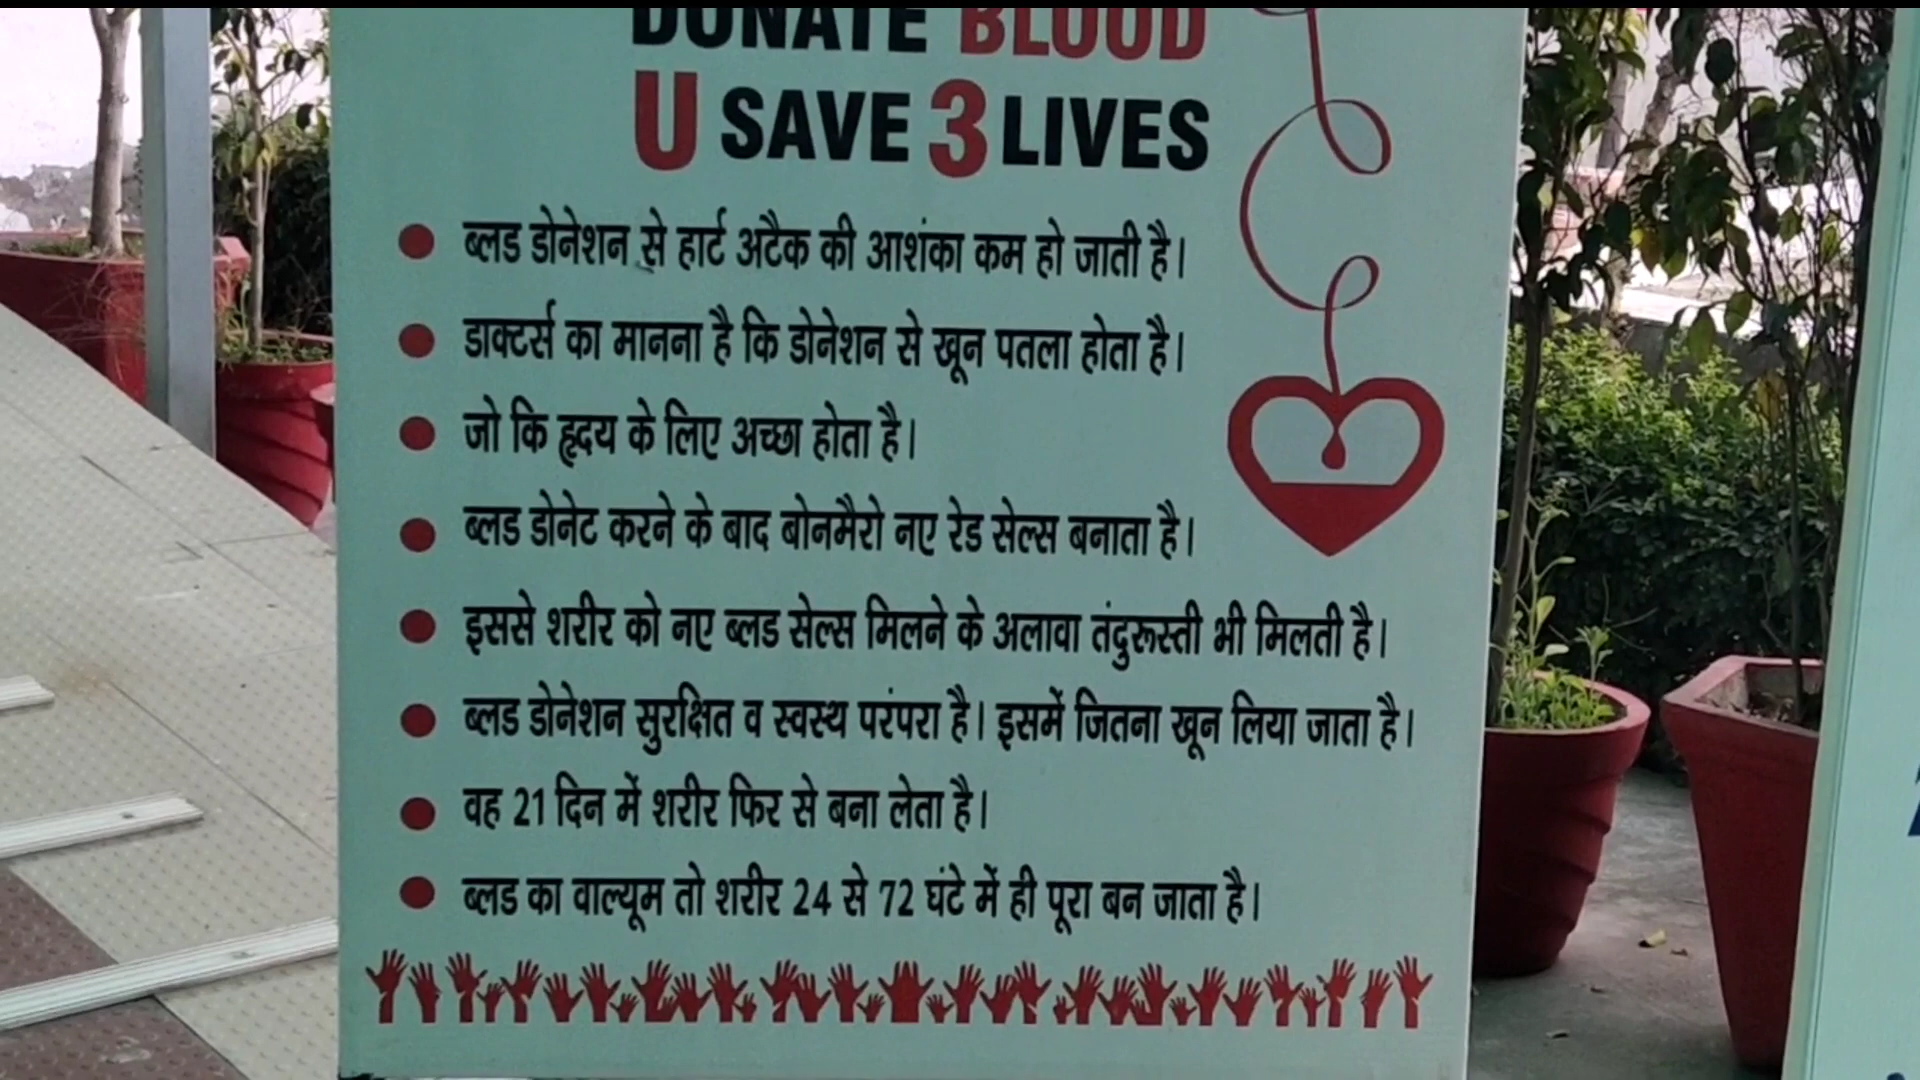 DONATE BLOOD
U SAVE 3 LIVES
ब्लड डोनेशन से हार्ट अटैक की आशंका कम हो जाती है।
डाक्टर्स का मानना है कि डोनेशन से खून पतला होता है।
जो कि हृदय के लिए अच्छा होता है।
ब्लड डोनेट करने के बाद बोनमैरो नए रेड सेल्स बनाता है।
इससे शरीर को नए ब्लड सेल्स मिलने के अलावा तंदुरूस्ती भी मिलती है।
ब्लड डोनेशन सुरक्षित व स्वस्थ परंपरा है। इसमें जितना खून लिया जाता है।
वह 21 दिन में शरीर फिर से बना लेता है।
ब्लड का वाल्यूम तो शरीर 24 से 72 घंटे में ही पूरा बन जाता है।